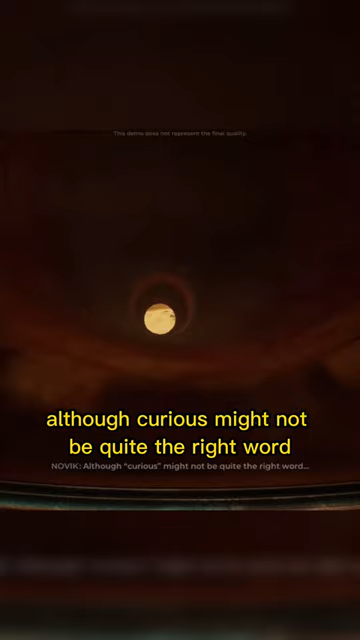 This demo does not represent the final quality.
although curious might not
be quite the right word
NOVIK: Although "curious" might not be quite the right word...